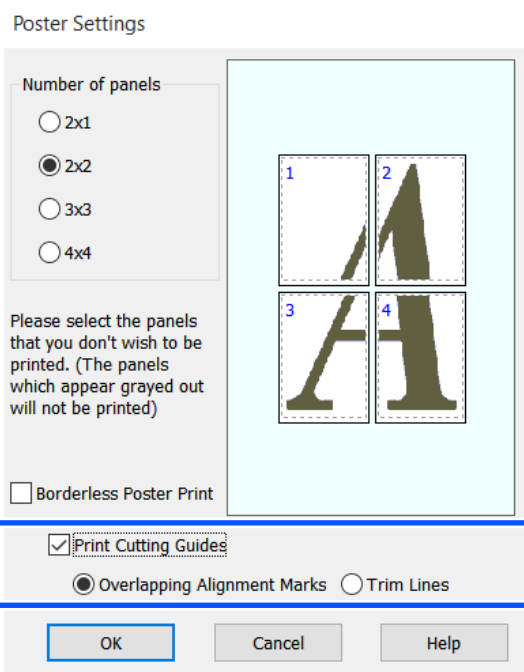 Poster Settings
Number of panels
2x1
2x2
3x3
4x4
1
2
3
4
Please select the panels
that you don't wish to be
printed. (The panels
which appear grayed out
will not be printed)
Borderless Poster Print
Print Cutting Guides
Overlapping Alignment Marks Trim Lines
OK Cancel Help